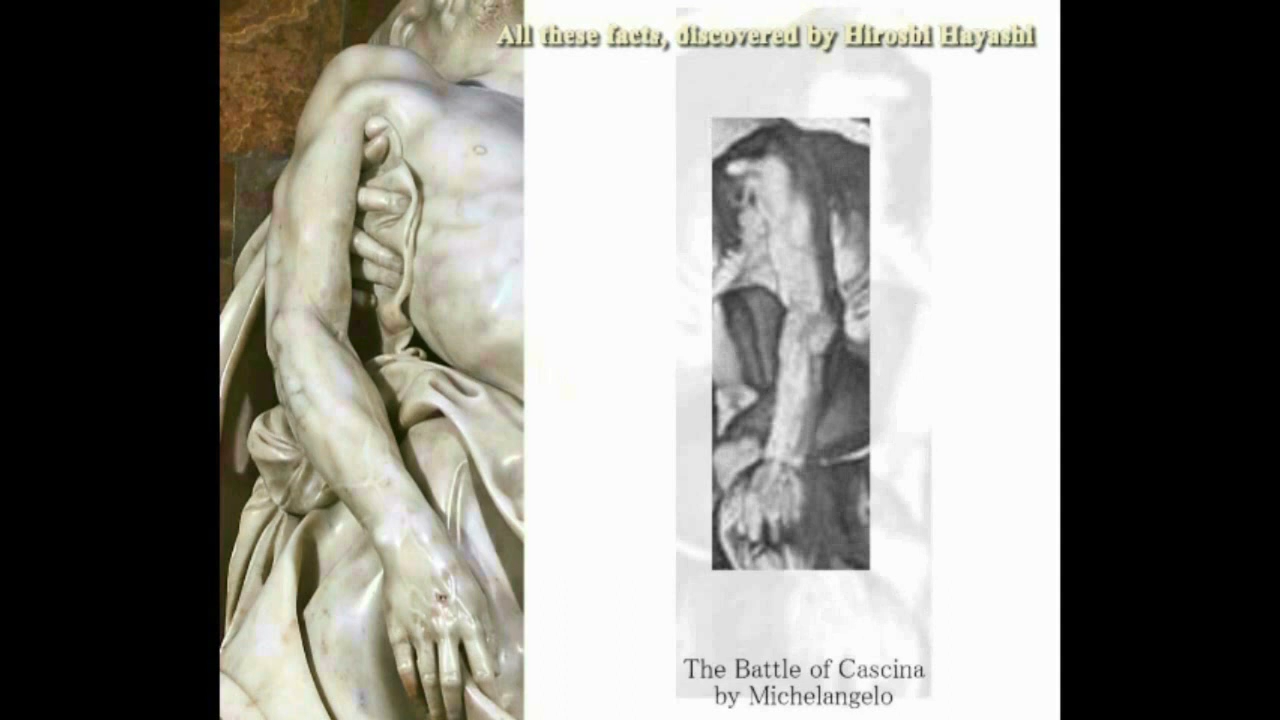 All these facts, discovered by Hiroshi Hayashi
The Battle of Cascina
by Michelangelo